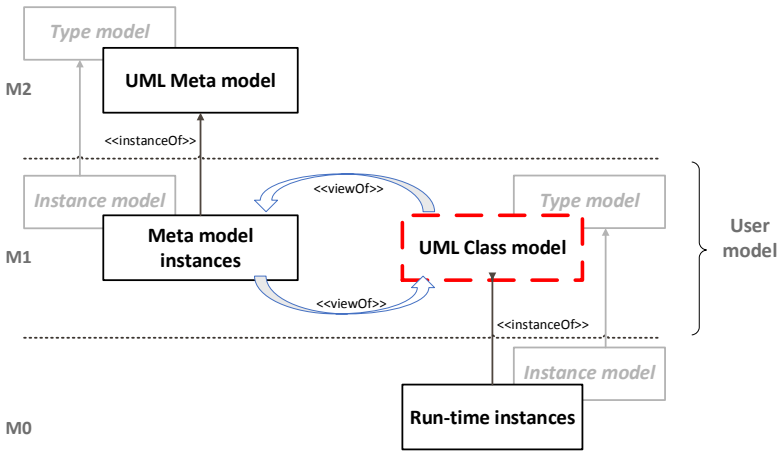 Type model
UML Meta model
M2
<<instanceOf>>
<<viewOf>>
Instance model
Type model
Meta model
instances
UML Class model
User
model
M1
<<viewOf>>
<<instanceOf>>
Instance model
Run-time instances
M0